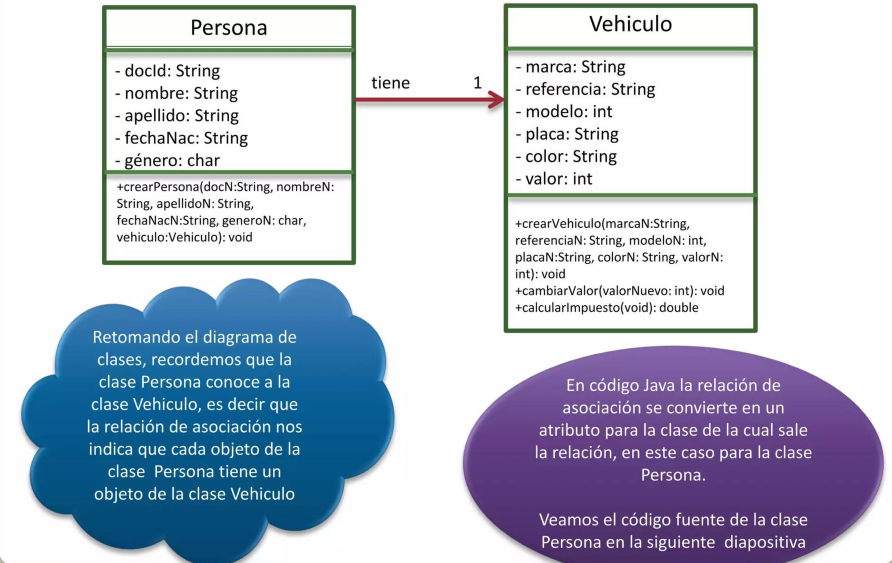 Persona
- docId: String
- nombre: String
- apellido: String
- fechaNac: String
- género: char
+crearPersona(docN:String, nombreN:
String, apellidoN: String,
fechaNacN:String, generoN: char,
vehiculo:Vehiculo): void
tiene
1
Vehiculo
- marca: String
- referencia: String
- modelo: int
- placa: String
- color: String
- valor: int
+crearVehiculo(marcaN:String,
referenciaN: String, modeloN: int,
placaN:String, colorN: String, valorN:
int): void
+cambiarValor(valorNuevo: int): void
+calcularImpuesto(void): double
Retomando el diagrama de
clases, recordemos que la
clase Persona conoce a la
clase Vehiculo, es decir que
la relación de asociación nos
indica que cada objeto de la
clase Persona tiene un
objeto de la clase Vehiculo
En código Java la relación de
asociación se convierte en un
atributo para la clase de la cual sale
la relación, en este caso para la clase
Persona.
Veamos el código fuente de la clase
Persona en la siguiente diapositiva